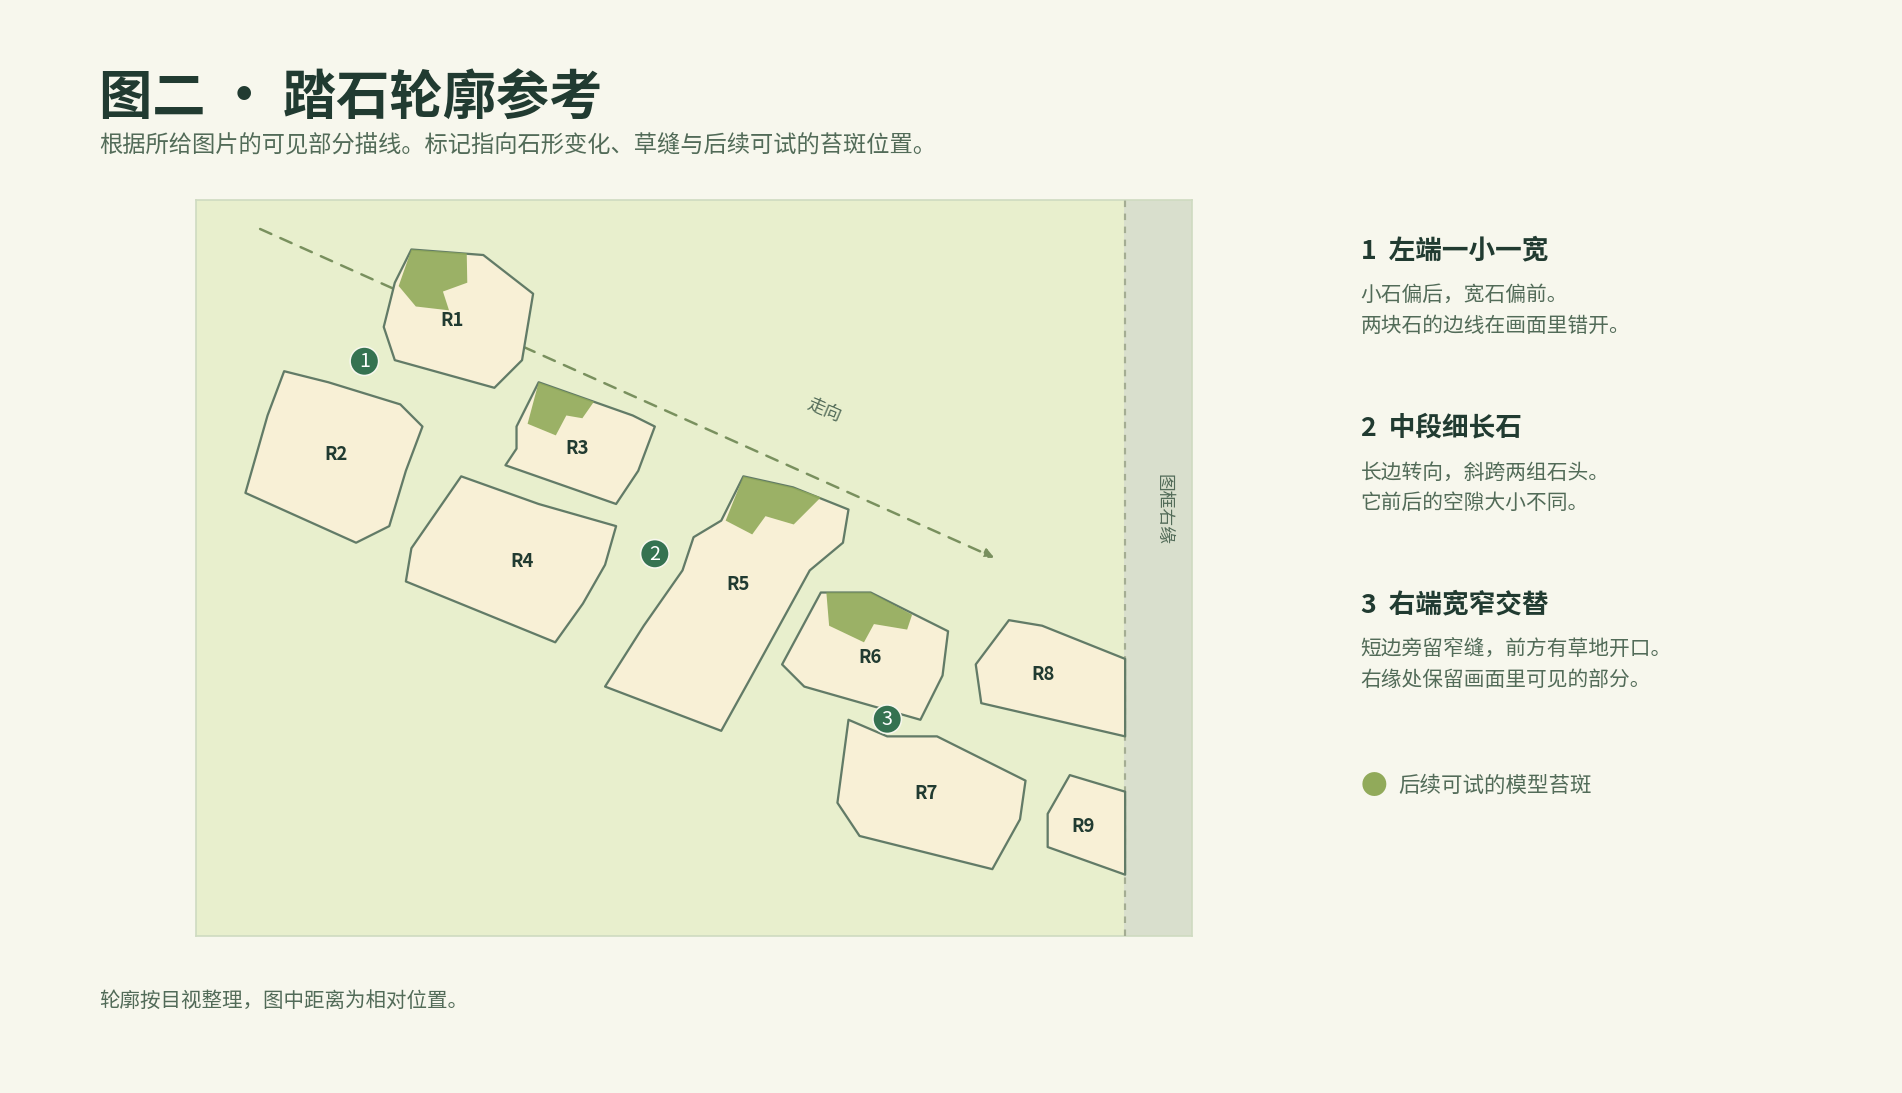 图二 • 踏石轮廓参考
根据所给图片的可见部分描线。标记指向石形变化、草缝与后续可试的苔斑位置。
R1
1
走向
R2
R3
图框右缘
R4
2
R5
R6
R8
3
R7
R9
1 左端一小一宽
小石偏后，宽石偏前。
两块石的边线在画面里错开。
2 中段细长石
长边转向，斜跨两组石头。
它前后的空隙大小不同。
3 右端宽窄交替
短边旁留窄缝，前方有草地开口。
右缘处保留画面里可见的部分。
后续可试的模型苔斑
轮廓按目视整理，图中距离为相对位置。